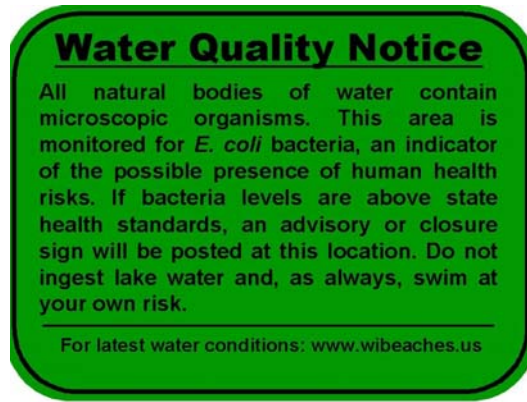 Water Quality Notice
All natural bodies of water contain
microscopic organisms. This area is
monitored for E. coli bacteria, an indicator
of the possible presence of human health
risks. If bacteria levels are above state
health standards, an advisory or closure
sign will be posted at this location. Do not
ingest lake water and, as always, swim at
your own risk.
For latest water conditions: www.wibeaches.us